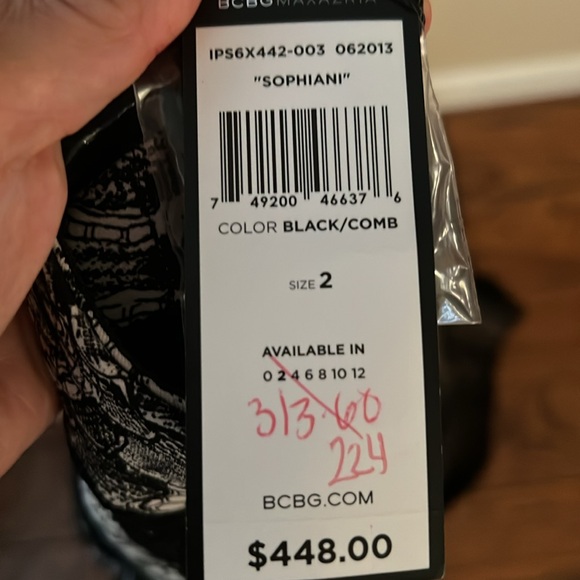 BCBGMAXAZRIA
IPS6X442-003 062013
"SOPHIANI"
7 49200 46637 6
COLOR BLACK/COMB
SIZE 2
AVAILABLE IN
0 2 4 6 8 10 12
313.60
224
BCBG.COM
$448.00